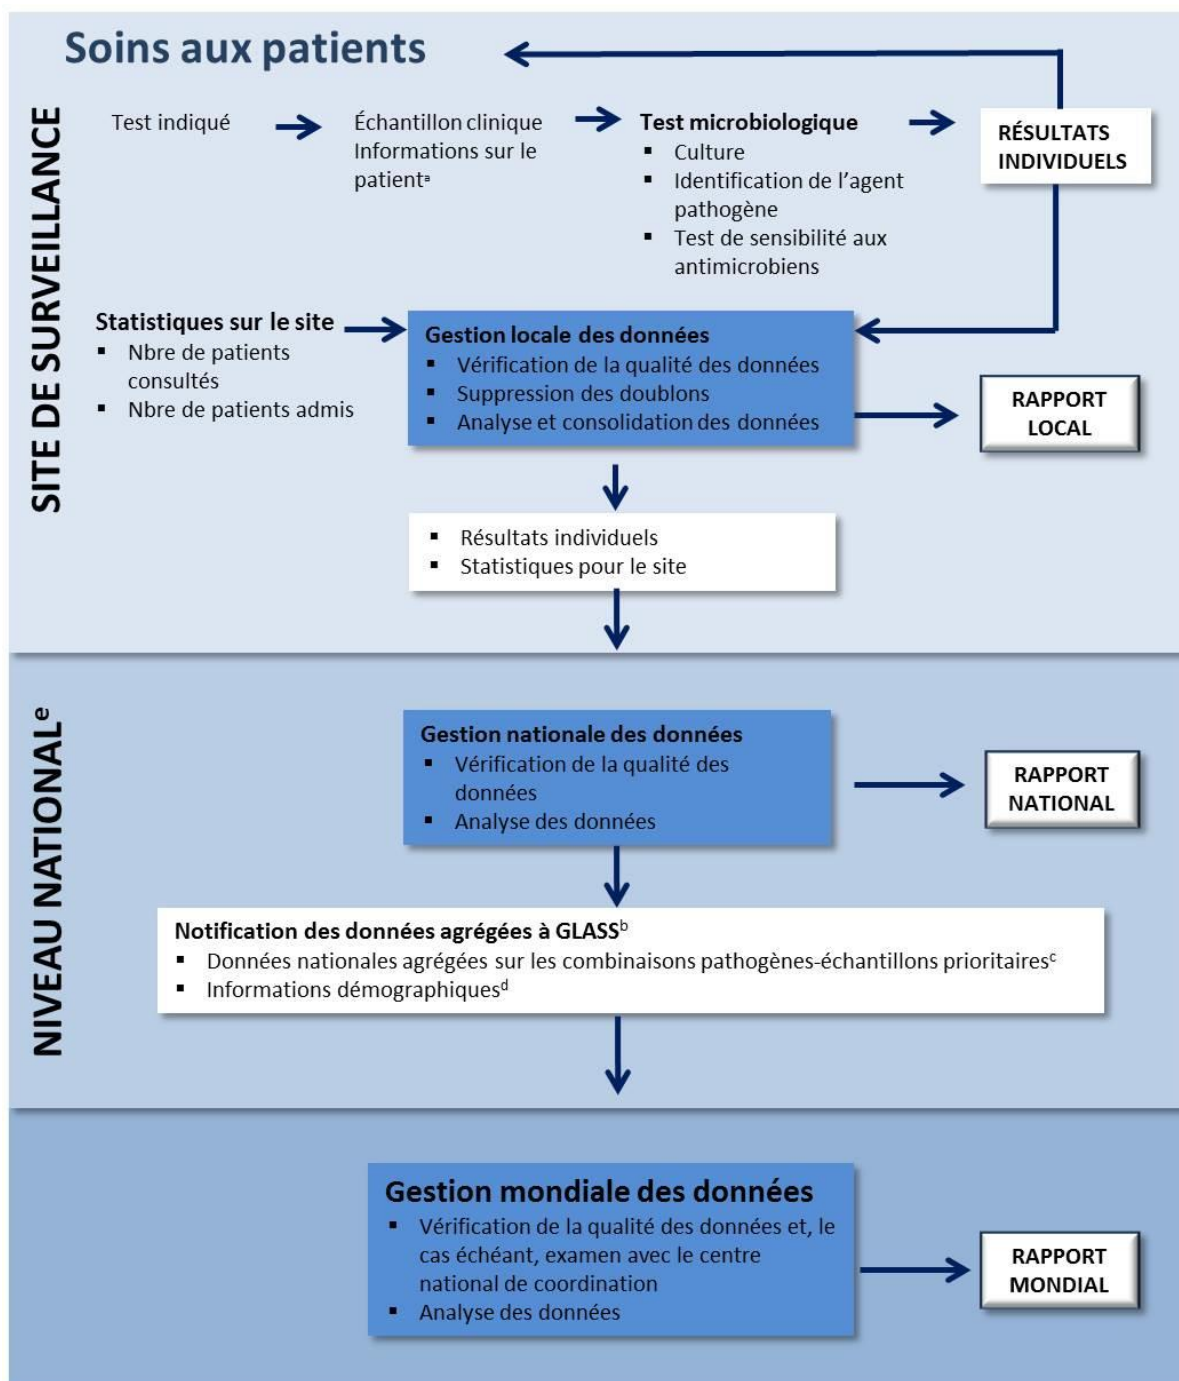 Soins aux patients
SITE DE SURVEILLANCE
Test indiqué
Échantillon clinique
Informations sur le
patientᵃ
Test microbiologique
▪ Culture
▪ Identification de l’agent
pathogène
▪ Test de sensibilité aux
antimicrobiens
RÉSULTATS
INDIVIDUELS
Statistiques sur le site
▪ Nbre de patients
consultés
▪ Nbre de patients admis
Gestion locale des données
▪ Vérification de la qualité des données
▪ Suppression des doublons
▪ Analyse et consolidation des données
RAPPORT
LOCAL
▪ Résultats individuels
▪ Statistiques pour le site
NIVEAU NATIONALᵉ
Gestion nationale des données
▪ Vérification de la qualité des
données
▪ Analyse des données
RAPPORT
NATIONAL
Notification des données agrégées à GLASSᵇ
▪ Données nationales agrégées sur les combinaisons pathogènes-échantillons prioritairesᶜ
▪ Informations démographiquesᵈ
Gestion mondiale des données
▪ Vérification de la qualité des données et, le
cas échéant, examen avec le centre
national de coordination
▪ Analyse des données
RAPPORT
MONDIAL